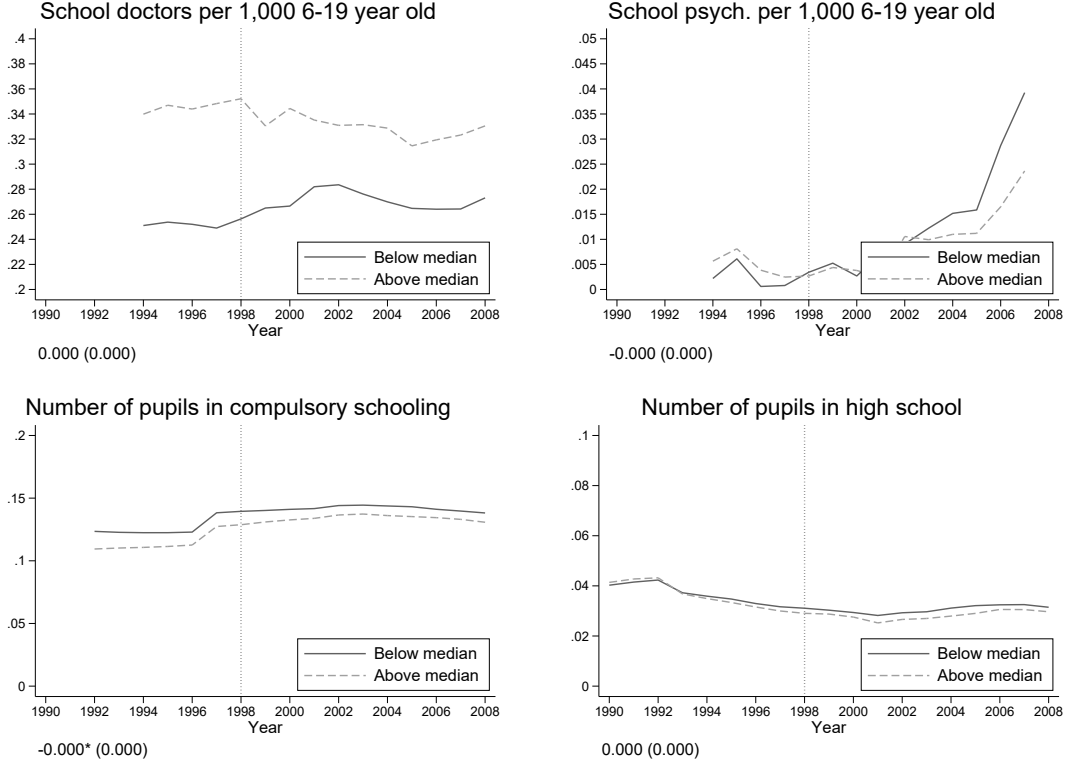 School doctors per 1,000 6-19 year old
.4
.38
.36
.34
.32
.3
.28
.26
.24
.22
.2
1990 1992 1994 1996 1998 2000 2002 2004 2006 2008
Year
Below median
Above median
0.000 (0.000)
School psych. per 1,000 6-19 year old
.05
.045
.04
.035
.03
.025
.02
.015
.01
.005
0
1990 1992 1994 1996 1998 2000 2002 2004 2006 2008
Year
Below median
Above median
-0.000 (0.000)
Number of pupils in compulsory schooling
.2
.15
.1
.05
0
1990 1992 1994 1996 1998 2000 2002 2004 2006 2008
Year
Below median
Above median
-0.000* (0.000)
Number of pupils in high school
.1
.08
.06
.04
.02
0
1990 1992 1994 1996 1998 2000 2002 2004 2006 2008
Year
Below median
Above median
0.000 (0.000)